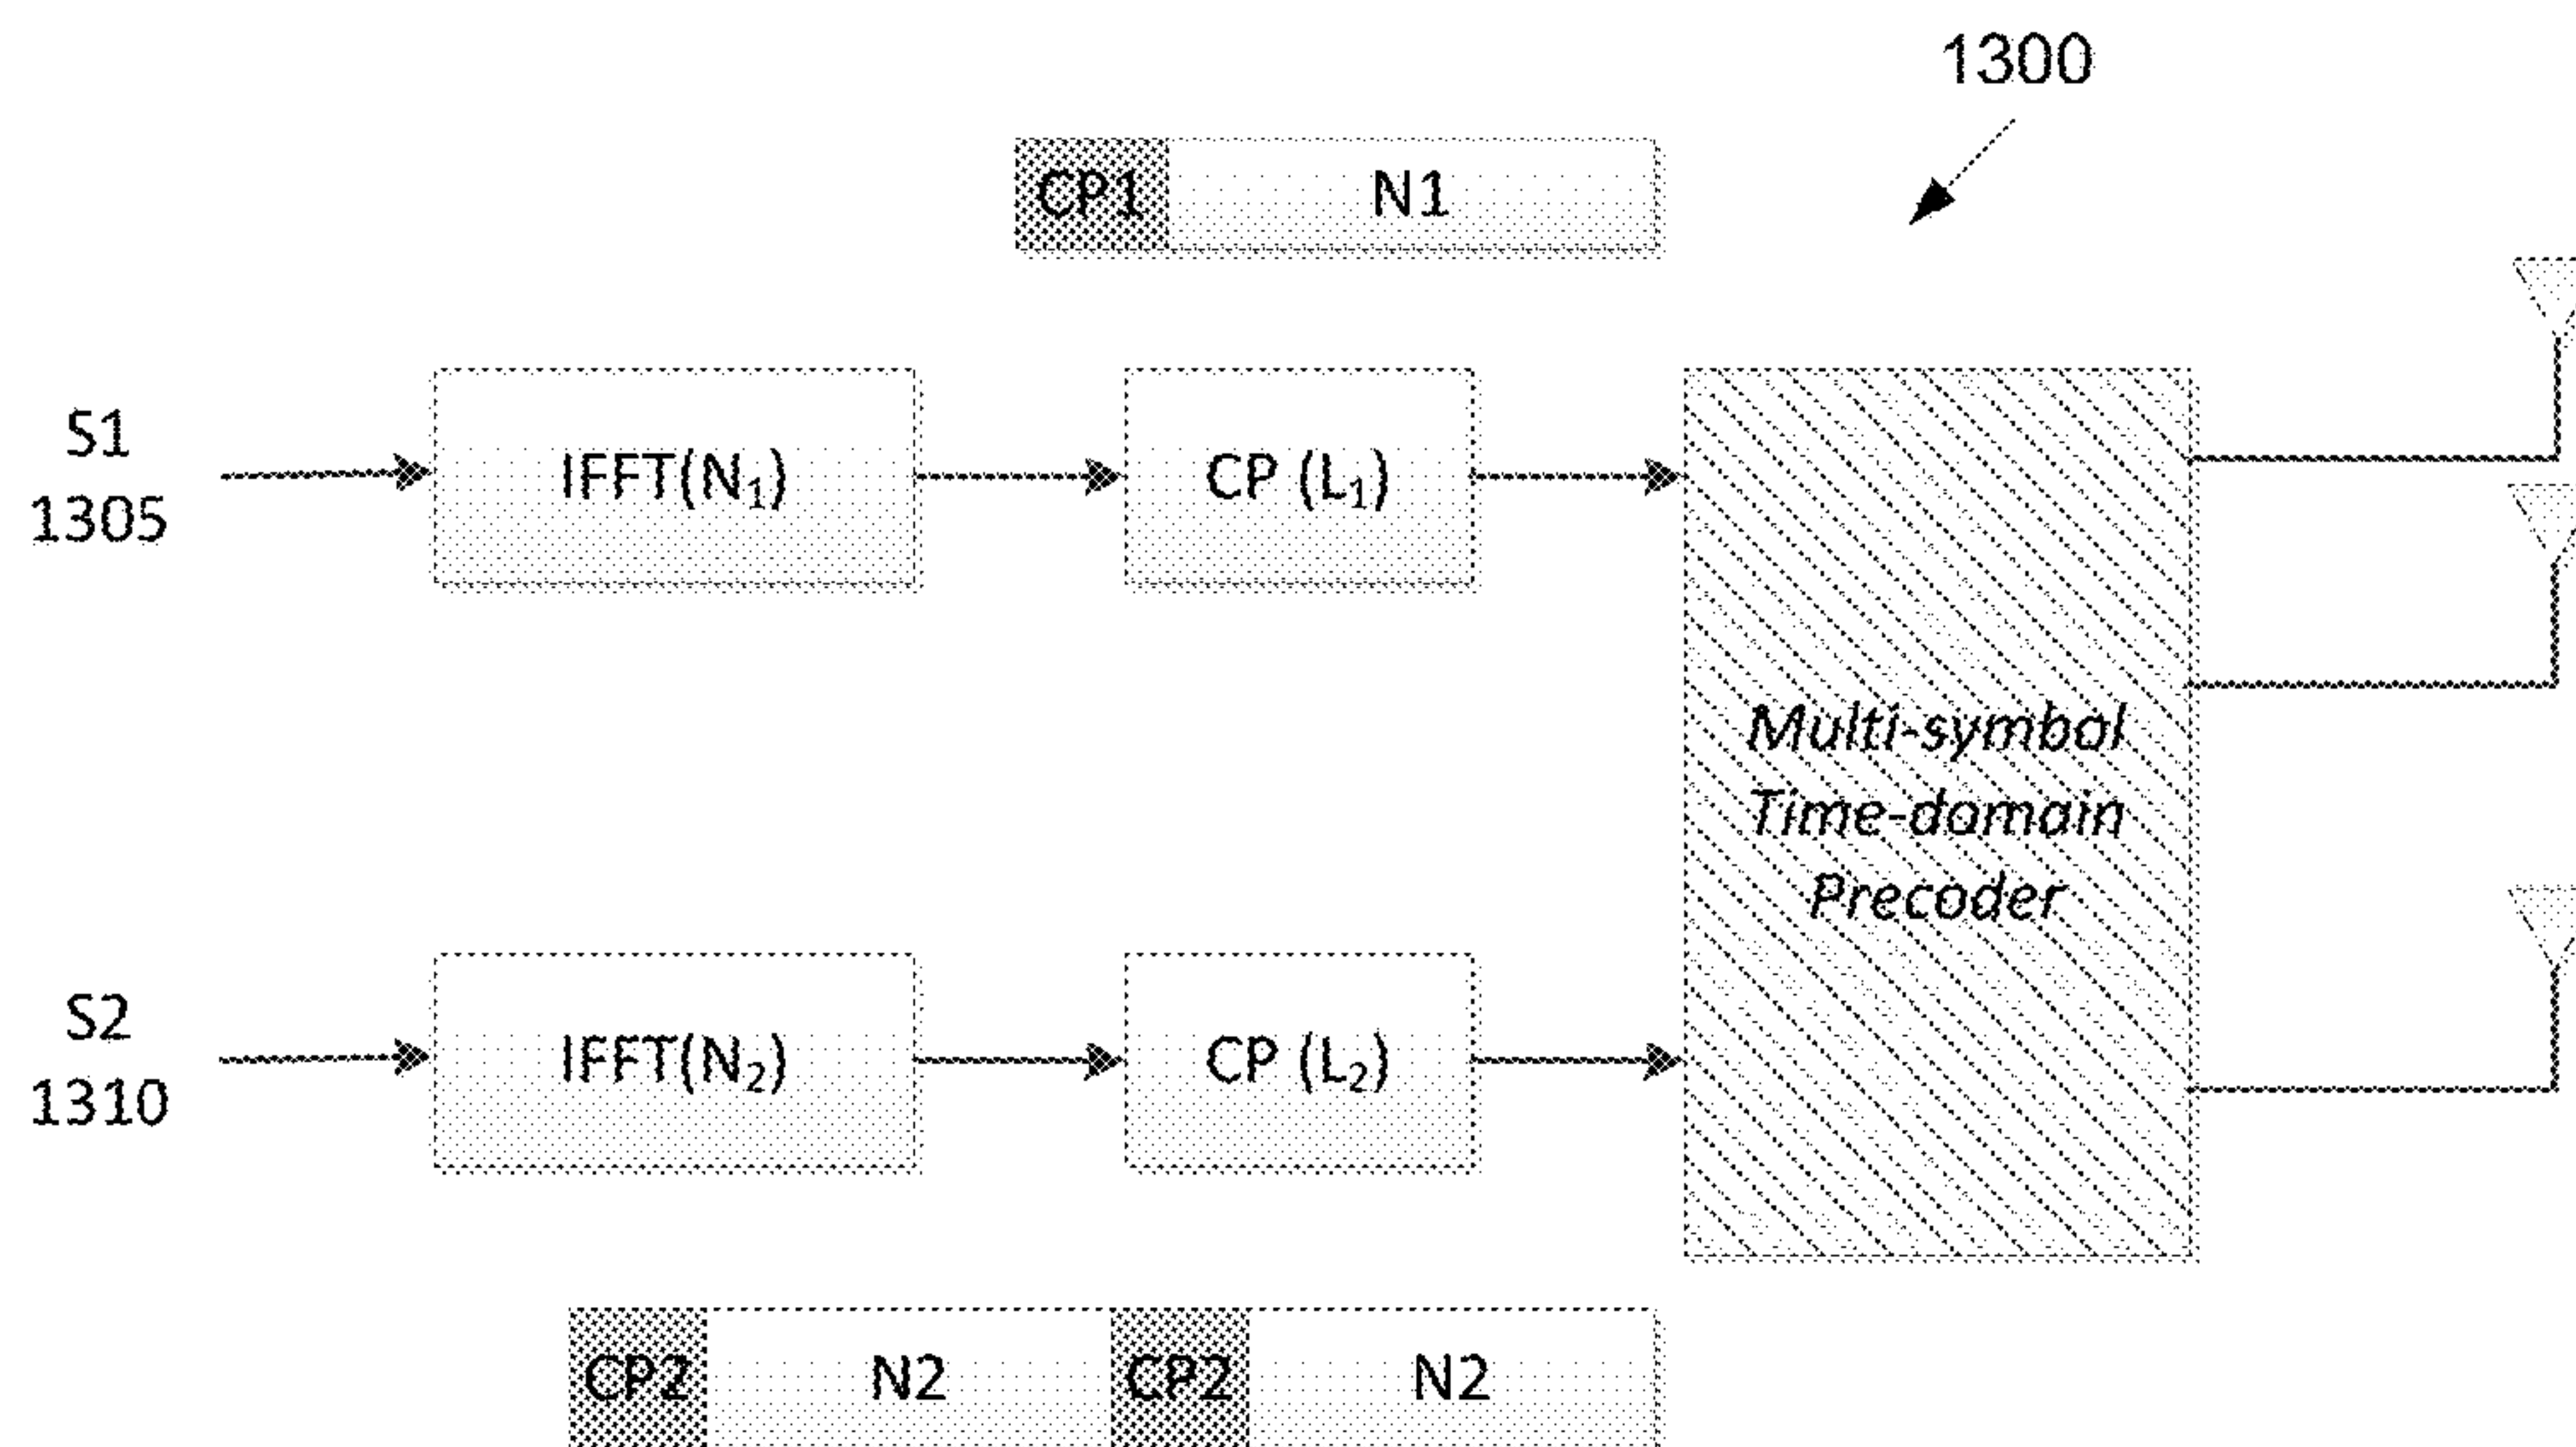 1300
CP1 N1
S1
1305
IFFT(N₁)
CP (L₁)
Multi-symbol
Time-domain
Precoder
S2
1310
IFFT(N₂)
CP (L₂)
CP2 N2 CP2 N2